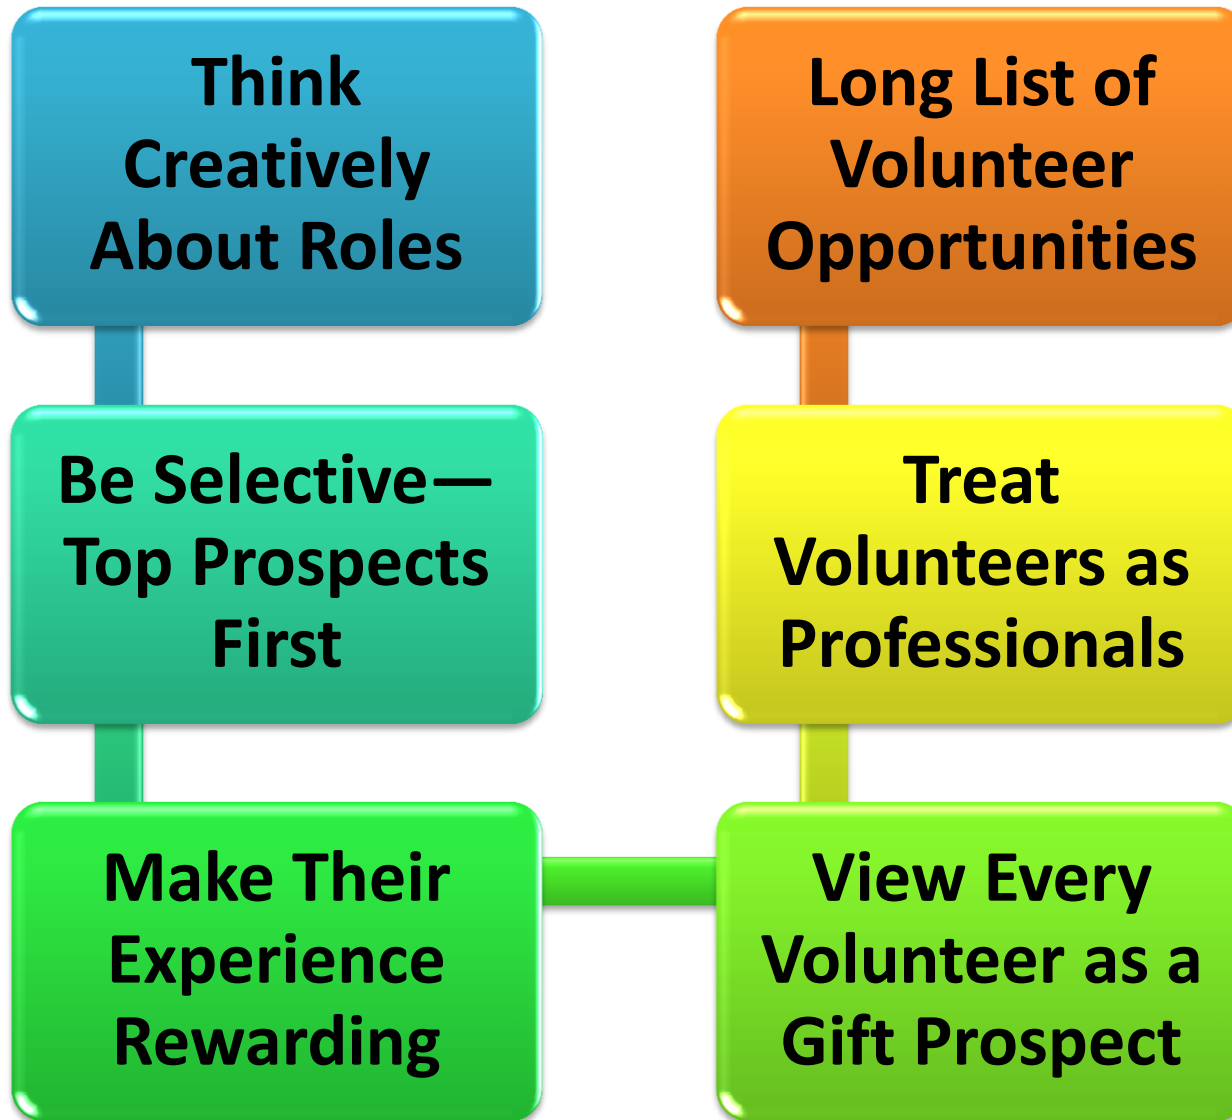 Think
Creatively
About Roles
Be Selective—
Top Prospects
First
Make Their
Experience
Rewarding
View Every
Volunteer as a
Gift Prospect
Treat
Volunteers as
Professionals
Long List of
Volunteer
Opportunities